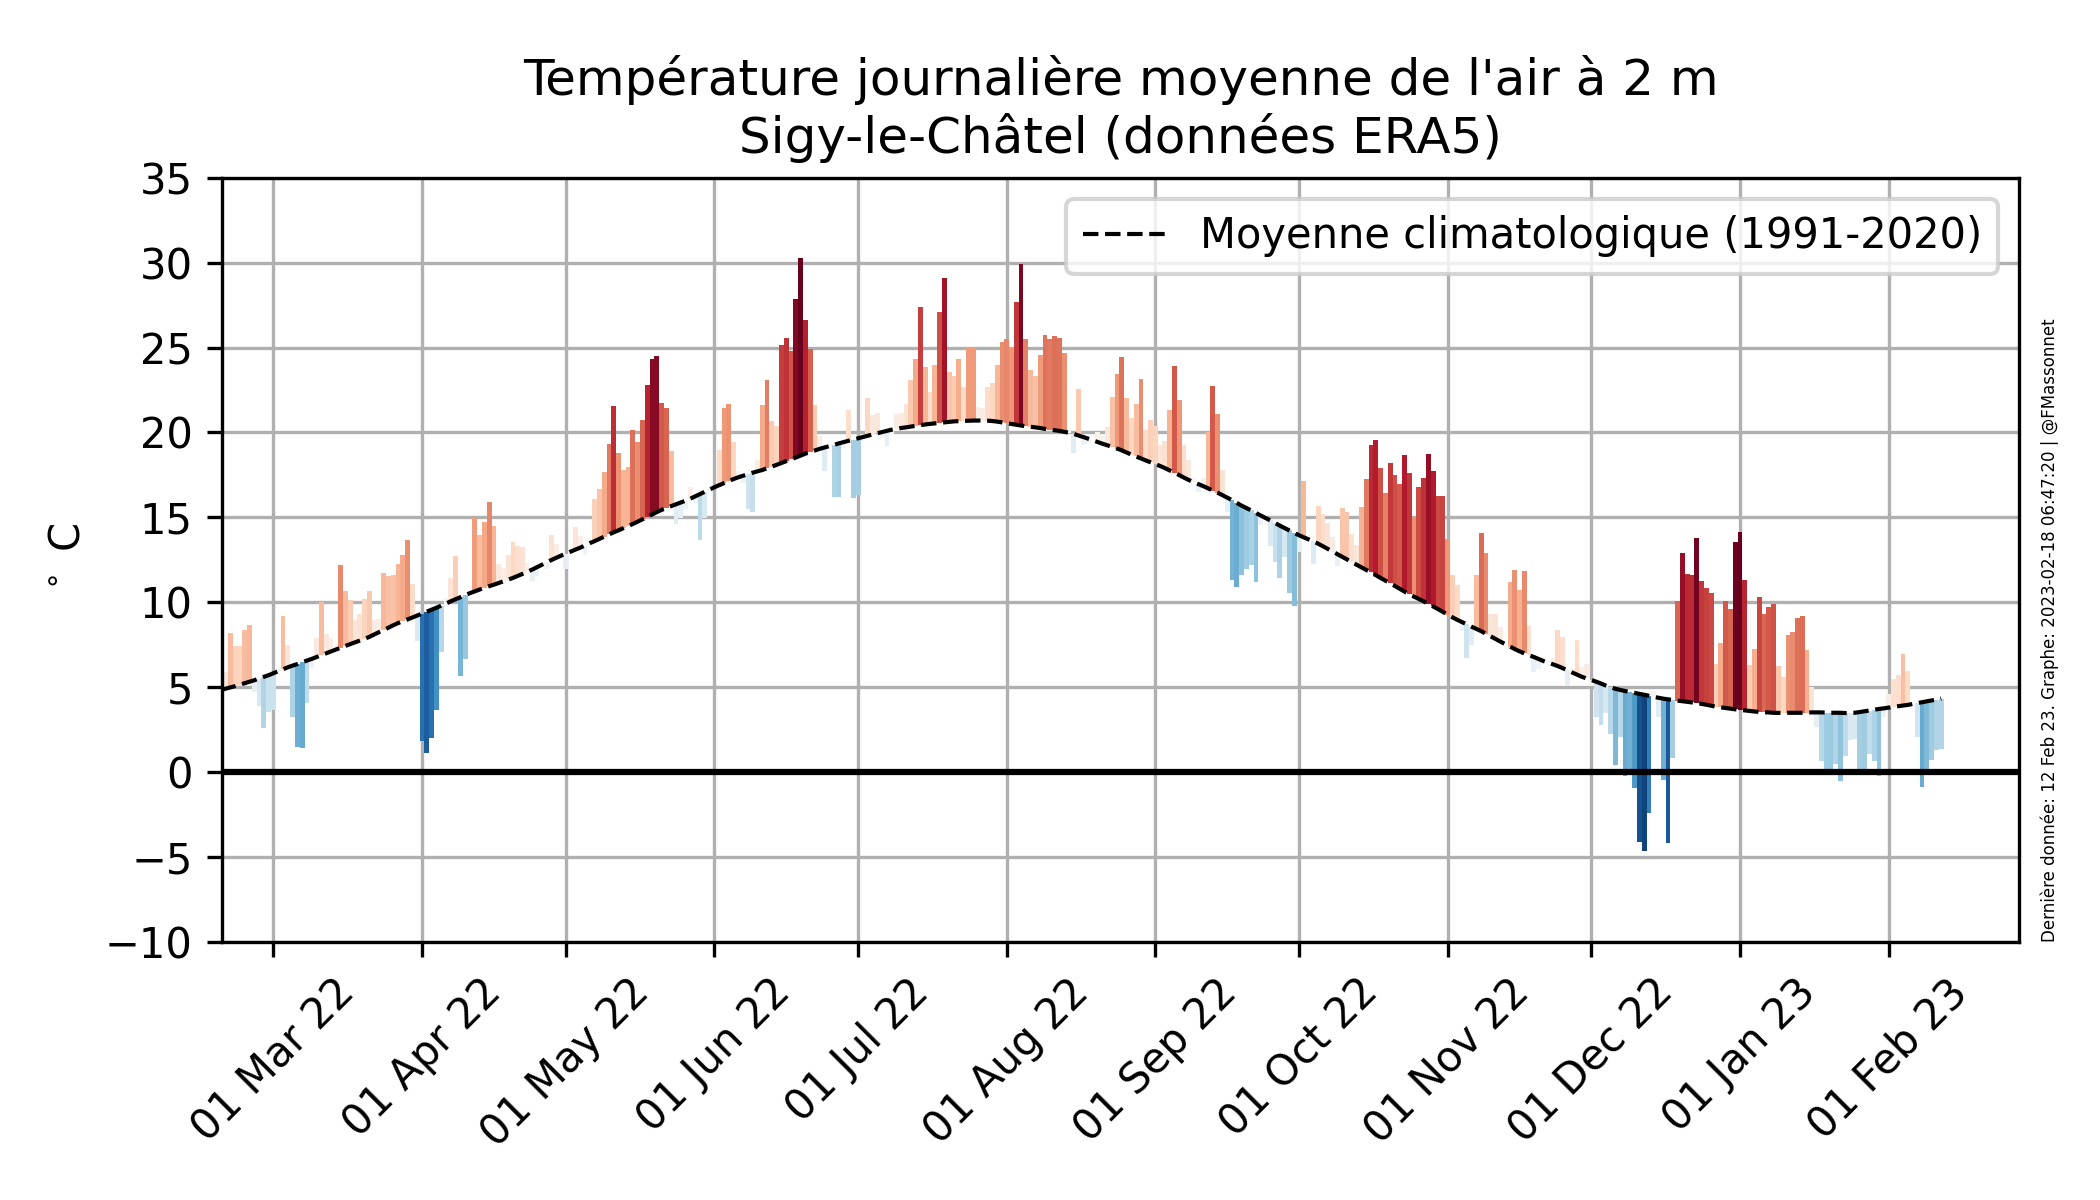 Température journalière moyenne de l'air à 2 m
Sigy-le-Châtel (données ERA5)
Moyenne climatologique (1991-2020)
35
30
25
20
15
10
5
0
−5
−10
° C
01 Mar 22
01 Apr 22
01 May 22
01 Jun 22
01 Jul 22
01 Aug 22
01 Sep 22
01 Oct 22
01 Nov 22
01 Dec 22
01 Jan 23
01 Feb 23
Dernière donnée: 12 Feb 23. Graphe: 2023-02-18 06:47:20 | @FMassonnet